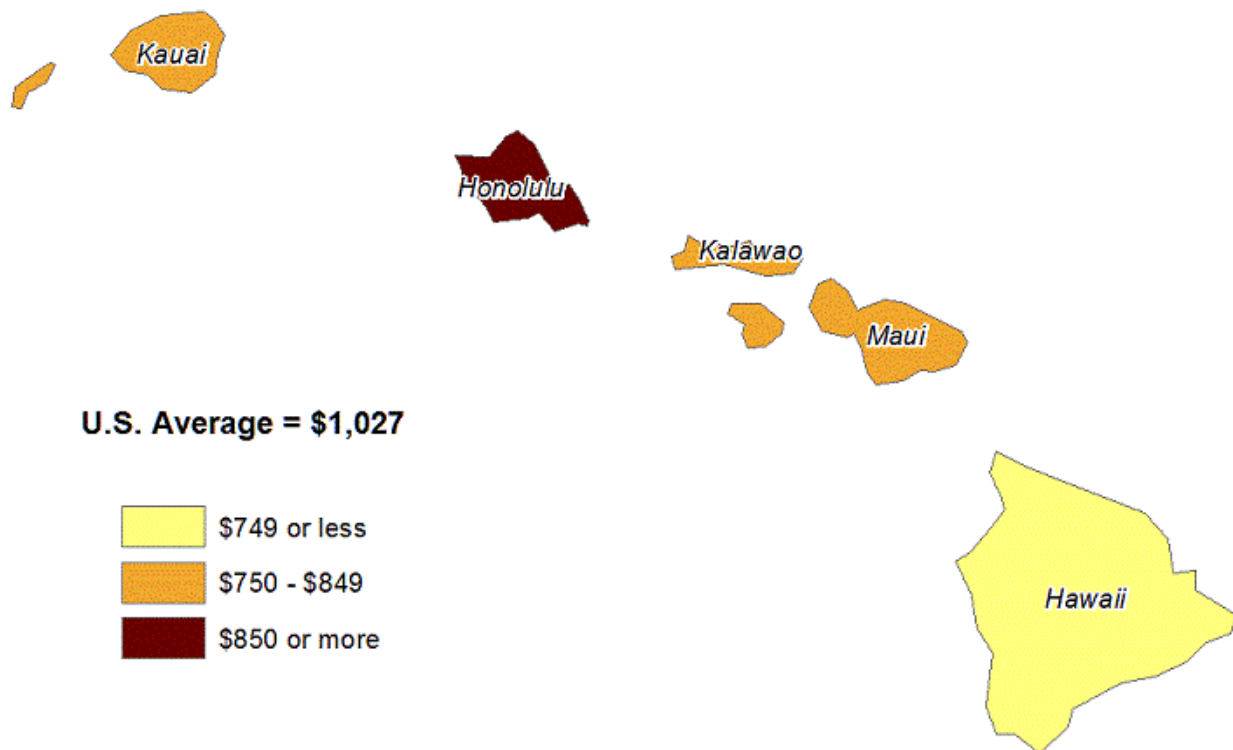 Kauai
Honolulu
Kalawao
Maui
U.S. Average = $1,027
$749 or less
$750 - $849
$850 or more
Hawaii